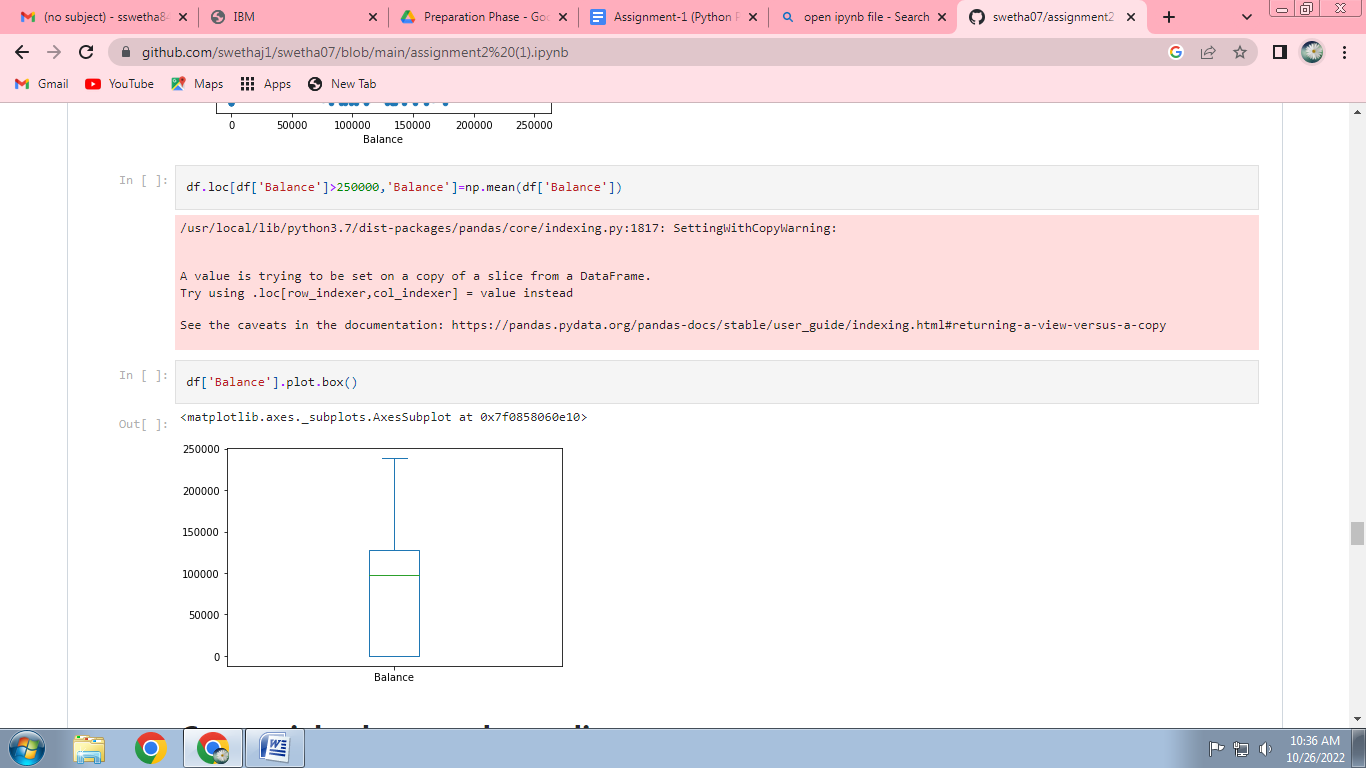 (no subject) - sswetha84
IBM
Preparation Phase - Goo
Assignment-1 (Python P
open ipynb file - Search
swetha07/assignment2
github.com/swethaj1/swetha07/blob/main/assignment2%20(1).ipynb
Gmail YouTube Maps Apps New Tab
0 50000 100000 150000 200000 250000
Balance
In [ ]: df.loc[df['Balance']>250000,'Balance']=np.mean(df['Balance'])
/usr/local/lib/python3.7/dist-packages/pandas/core/indexing.py:1817: SettingWithCopyWarning:
A value is trying to be set on a copy of a slice from a DataFrame.
Try using .loc[row_indexer,col_indexer] = value instead
See the caveats in the documentation: https://pandas.pydata.org/pandas-docs/stable/user_guide/indexing.html#returning-a-view-versus-a-copy
In [ ]: df['Balance'].plot.box()
Out[ ]: <matplotlib.axes._subplots.AxesSubplot at 0x7f0858060e10>
250000
200000
150000
100000
50000
0
Balance
10:36 AM
10/26/2022